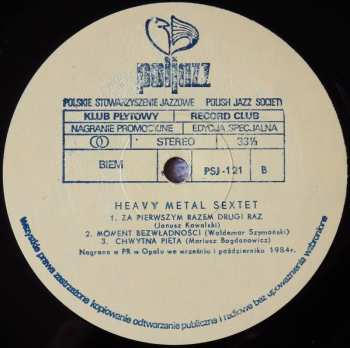 poljazz
POLSKIE STOWARZYSZENIE JAZZOWE POLISH JAZZ SOCIETY
KLUB PŁYTOWY RECORD CLUB
NAGRANIE PROMOCYJNE EDYCJA SPECJALNA
STEREO 33⅓
BIEM PSJ-121 B
HEAVY METAL SEXTET
1. ZA PIERWSZYM RAZEM DRUGI RAZ
(Janusz Kowalski)
2. MOMENT BEZWŁADNOŚCI (Waldemar Szymański)
3. CHWYTNA PIĘTA (Mariusz Bogdanowicz)
Nagrano w PR w Opolu we wrześniu i październiku 1984r.
wszystkie prawa zastrzeżone kopiowanie odtwarzanie publiczne i radiowe bez upoważnienia wzbronione